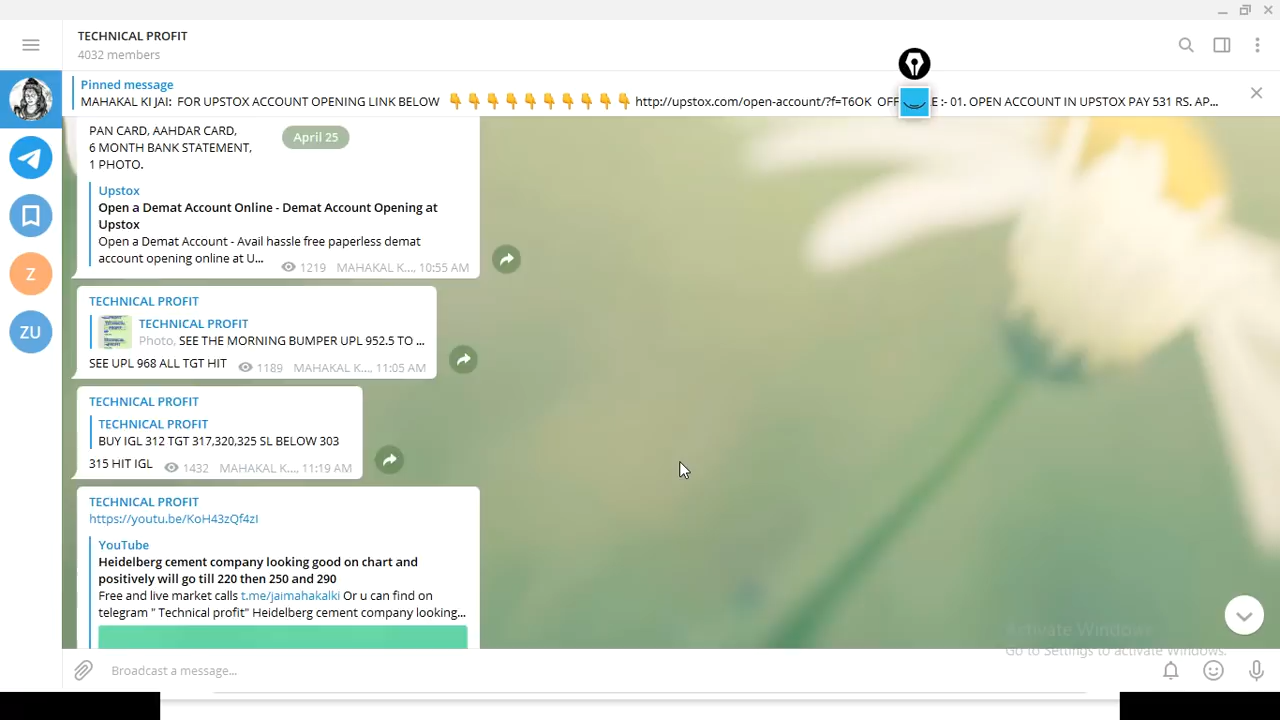 TECHNICAL PROFIT
4032 members
Pinned message
MAHAKAL KI JAI: FOR UPSTOX ACCOUNT OPENING LINK BELOW 👇👇👇👇👇👇👇👇👇👇 http://upstox.com/open-account/?f=T6OK OFF E :- 01. OPEN ACCOUNT IN UPSTOX PAY 531 RS. AP...
PAN CARD, AAHDAR CARD,
6 MONTH BANK STATEMENT,
1 PHOTO.
April 25
Upstox
Open a Demat Account Online - Demat Account Opening at
Upstox
Open a Demat Account - Avail hassle free paperless demat
account opening online at U...
1219 MAHAKAL K..., 10:55 AM
TECHNICAL PROFIT
TECHNICAL PROFIT
Photo, SEE THE MORNING BUMPER UPL 952.5 TO ...
SEE UPL 968 ALL TGT HIT 1189 MAHAKAL K..., 11:05 AM
TECHNICAL PROFIT
TECHNICAL PROFIT
BUY IGL 312 TGT 317,320,325 SL BELOW 303
315 HIT IGL 1432 MAHAKAL K..., 11:19 AM
TECHNICAL PROFIT
https://youtu.be/KoH43zQf4zI
YouTube
Heidelberg cement company looking good on chart and
positively will go till 220 then 250 and 290
Free and live market calls t.me/jaimahakalki Or u can find on
telegram " Technical profit" Heidelberg cement company looking...
Z
ZU
Activate Windows
Go to Settings to activate Windows.
Broadcast a message...